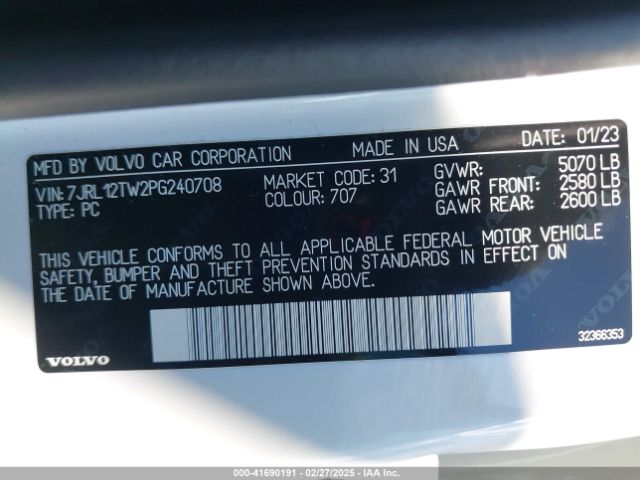 MFD BY VOLVO CAR CORPORATION MADE IN USA DATE: 01/23
VIN:7JRL12TW2PG240708 MARKET CODE: 31 GVWR: 5070 LB
TYPE: PC COLOUR: 707 GAWR FRONT: 2580 LB
GAWR REAR: 2600 LB
THIS VEHICLE CONFORMS TO ALL APPLICABLE FEDERAL MOTOR VEHICLE
SAFETY, BUMPER AND THEFT PREVENTION STANDARDS IN EFFECT ON
THE DATE OF MANUFACTURE SHOWN ABOVE.
VOLVO 32366353
000-41690191 - 02/27/2025 - IAAI.COM